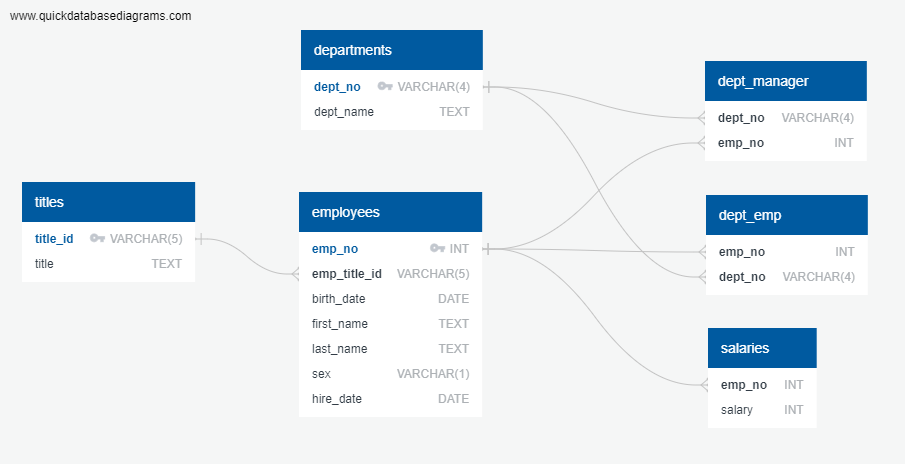 www.quickdatabasediagrams.com
departments
dept_no VARCHAR(4)
dept_name TEXT
dept_manager
dept_no VARCHAR(4)
emp_no INT
titles
title_id VARCHAR(5)
title TEXT
employees
emp_no INT
emp_title_id VARCHAR(5)
birth_date DATE
first_name TEXT
last_name TEXT
sex VARCHAR(1)
hire_date DATE
dept_emp
emp_no INT
dept_no VARCHAR(4)
salaries
emp_no INT
salary INT